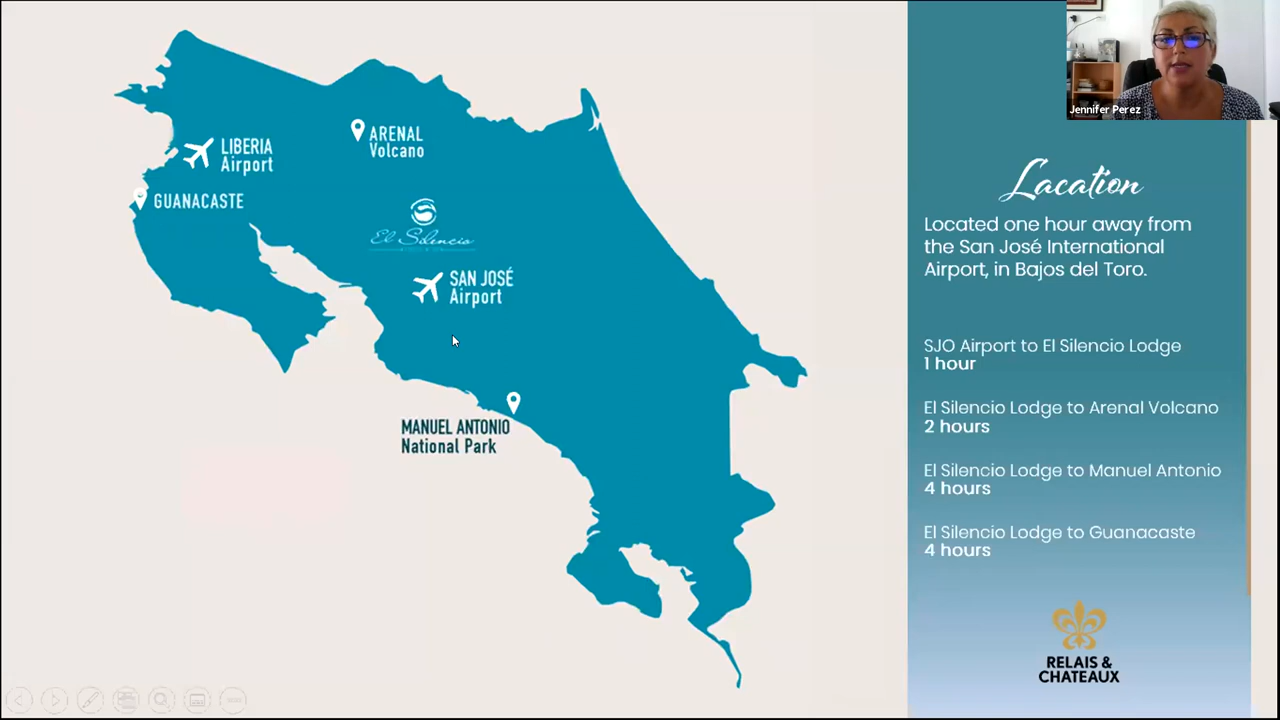 LIBERIA
Airport
GUANACASTE
ARENAL
Volcano
El Silencio
SAN JOSÉ
Airport
MANUEL ANTONIO
National Park
Jennifer Perez
Lacation
Located one hour away from
the San José International
Airport, in Bajos del Toro.
SJO Airport to El Silencio Lodge
1 hour
El Silencio Lodge to Arenal Volcano
2 hours
El Silencio Lodge to Manuel Antonio
4 hours
El Silencio Lodge to Guanacaste
4 hours
RELAIS &
CHATEAUX